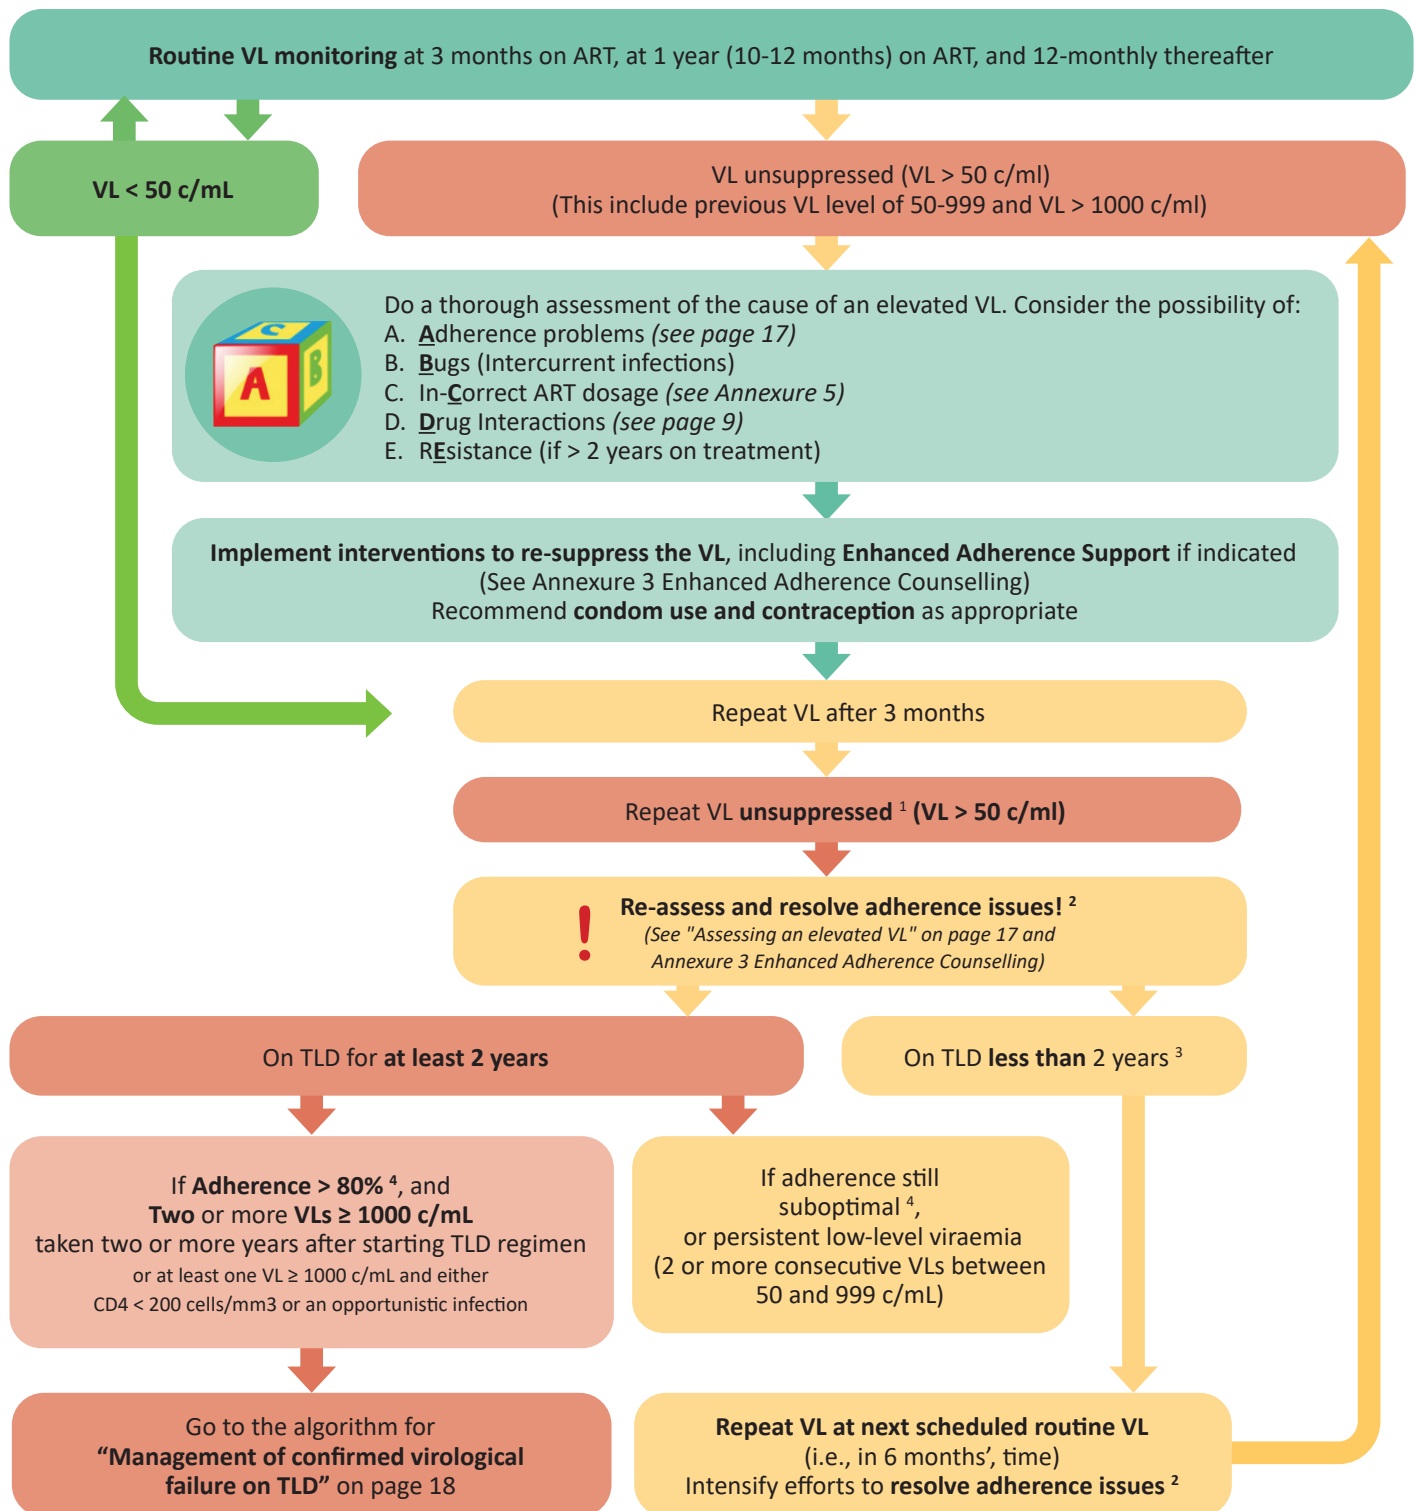 Routine VL monitoring at 3 months on ART, at 1 year (10-12 months) on ART, and 12-monthly thereafter
VL < 50 c/mL
VL unsuppressed (VL > 50 c/ml)
(This include previous VL level of 50-999 and VL > 1000 c/ml)
C
A
B
Do a thorough assessment of the cause of an elevated VL. Consider the possibility of:
A. Adherence problems (see page 17)
B. Bugs (Intercurrent infections)
C. In-Correct ART dosage (see Annexure 5)
D. Drug Interactions (see page 9)
E. REsistance (if > 2 years on treatment)
Implement interventions to re-suppress the VL, including Enhanced Adherence Support if indicated
(See Annexure 3 Enhanced Adherence Counselling)
Recommend condom use and contraception as appropriate
Repeat VL after 3 months
Repeat VL unsuppressed ¹ (VL > 50 c/ml)
!
Re-assess and resolve adherence issues! ²
(See "Assessing an elevated VL" on page 17 and
Annexure 3 Enhanced Adherence Counselling)
On TLD for at least 2 years
On TLD less than 2 years ³
If Adherence > 80% ⁴, and
Two or more VLs ≥ 1000 c/mL
taken two or more years after starting TLD regimen
or at least one VL ≥ 1000 c/mL and either
CD4 < 200 cells/mm3 or an opportunistic infection
If adherence still
suboptimal ⁴,
or persistent low-level viraemia
(2 or more consecutive VLs between
50 and 999 c/mL)
Go to the algorithm for
“Management of confirmed virological
failure on TLD” on page 18
Repeat VL at next scheduled routine VL
(i.e., in 6 months’, time)
Intensify efforts to resolve adherence issues ²